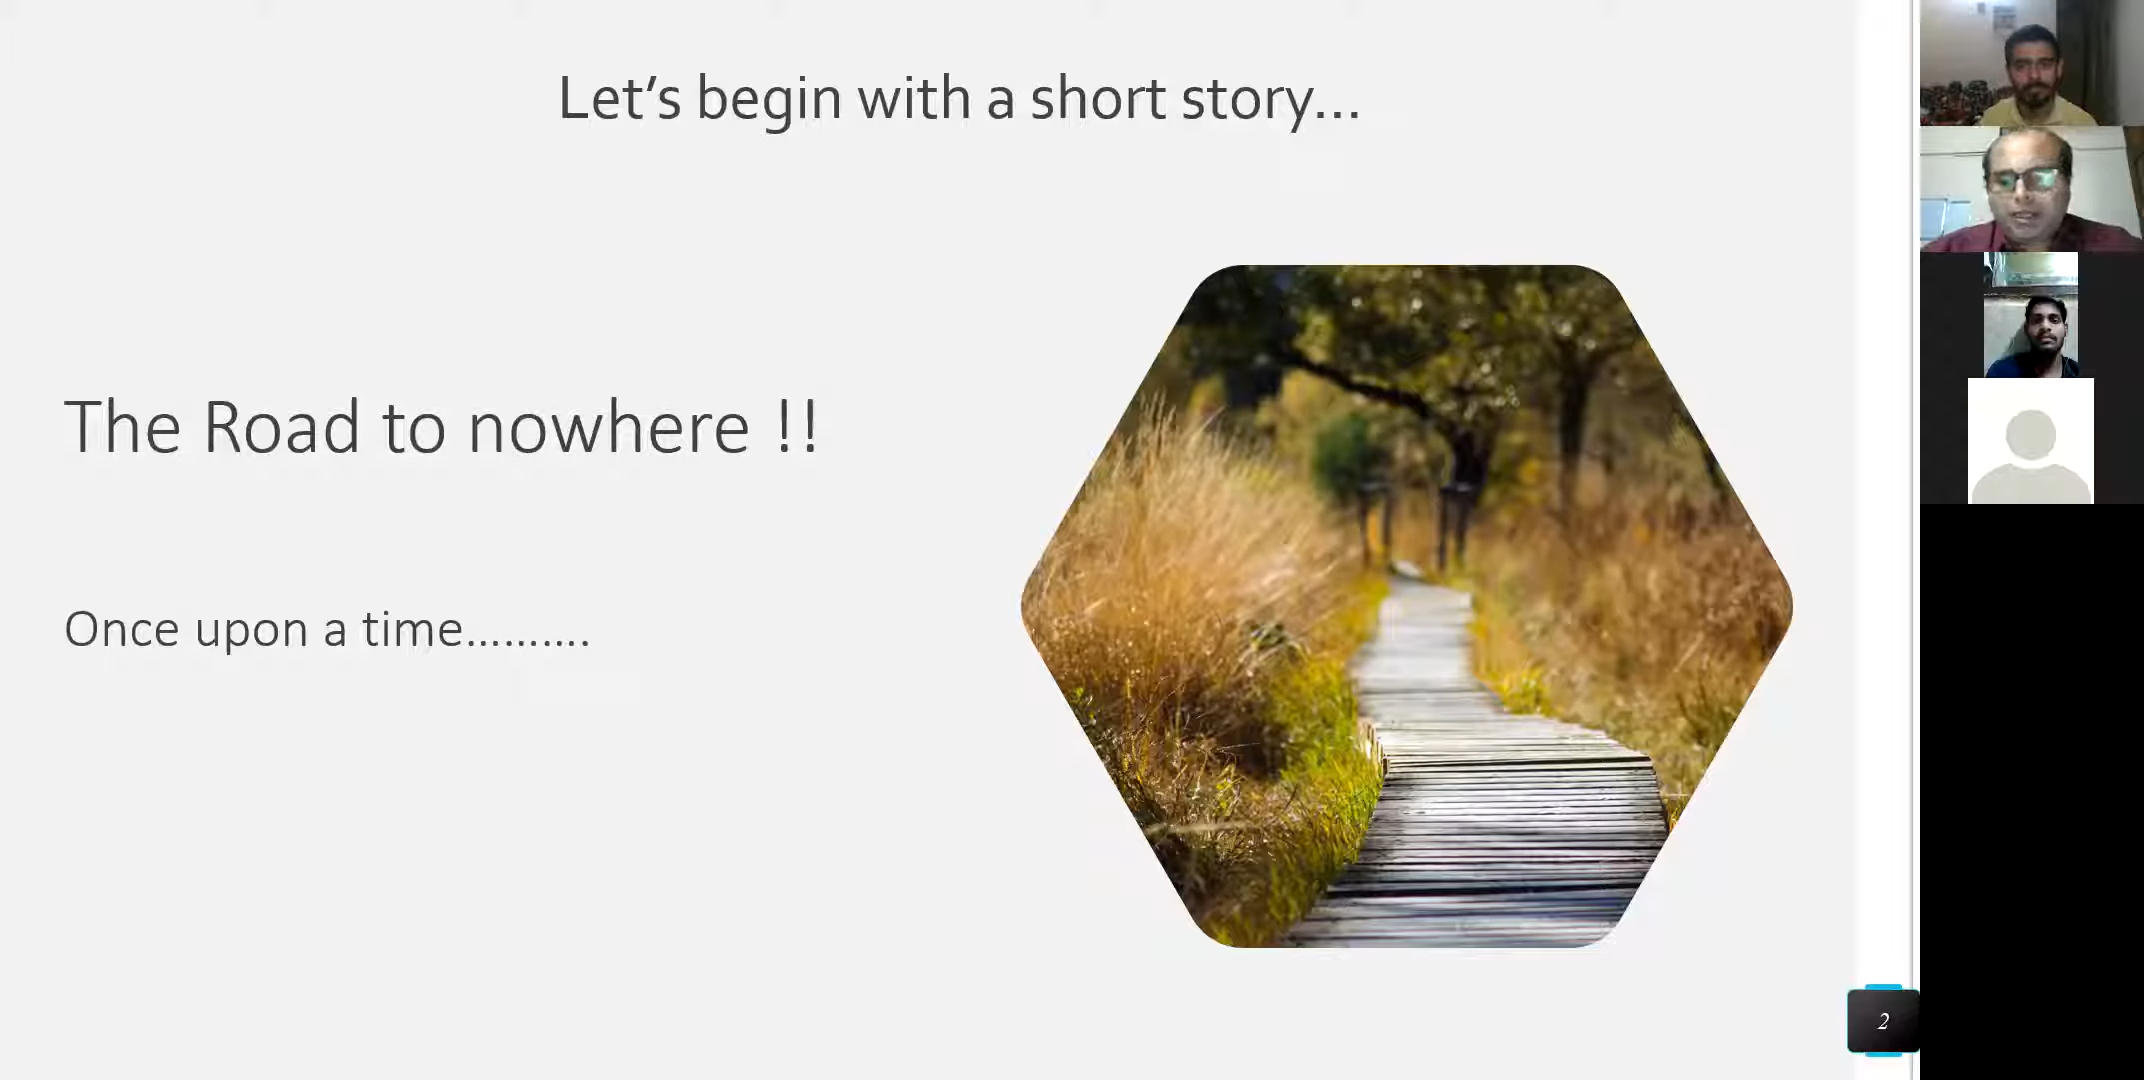 Let’s begin with a short story...
The Road to nowhere !!
Once upon a time..........
2